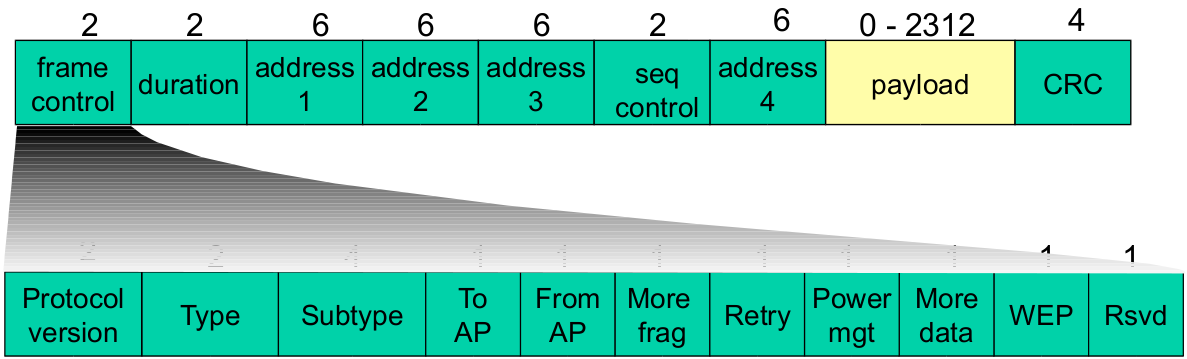 2 2 6 6 6 2 6 0 - 2312 4
frame control duration address 1 address 2 address 3 seq control address 4 payload CRC
2 2 4 1 1 1 1 1 1 1 1
Protocol version Type Subtype To AP From AP More frag Retry Power mgt More data WEP Rsvd